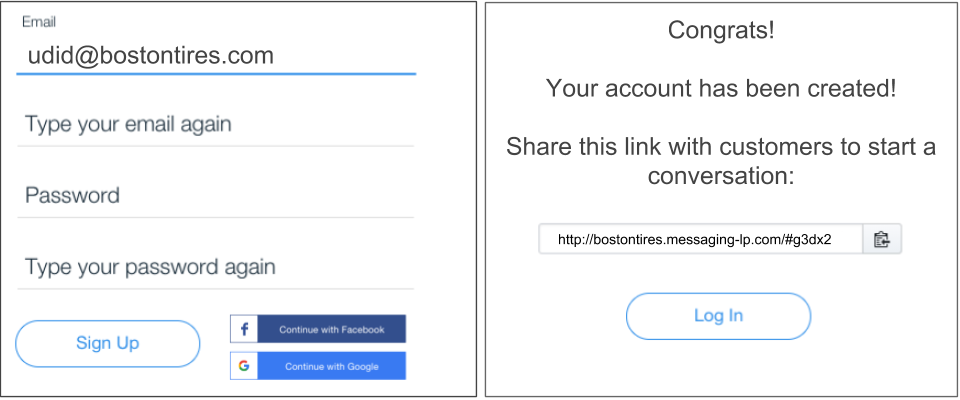 Email
udid@bostontires.com
Type your email again
Password
Type your password again
Sign Up
f
Continue with Facebook
G
Continue with Google
Congrats!
Your account has been created!
Share this link with customers to start a
conversation:
http://bostontires.messaging-lp.com/#g3dx2
Log In